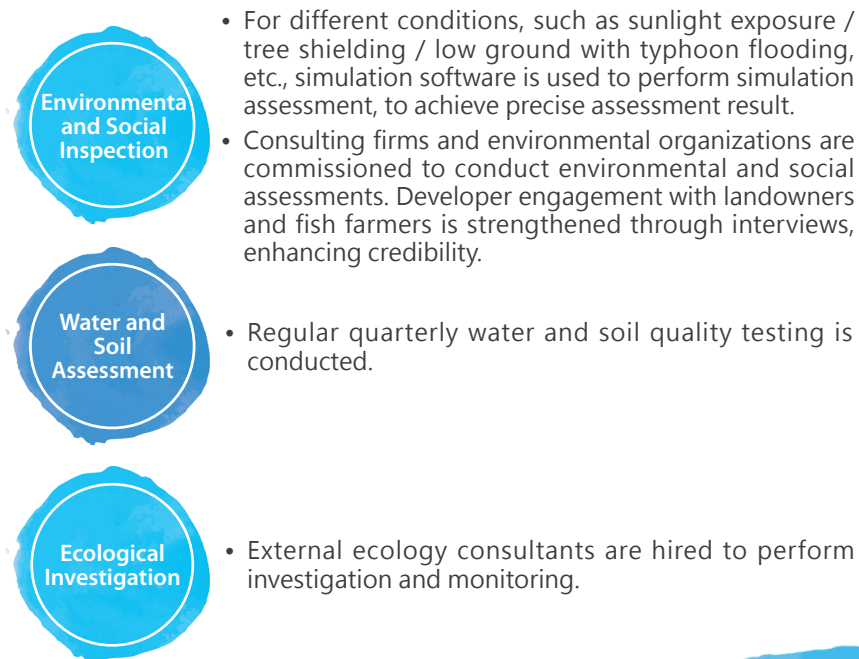 Environmenta
and Social
Inspection
• For different conditions, such as sunlight exposure /
tree shielding / low ground with typhoon flooding,
etc., simulation software is used to perform simulation
assessment, to achieve precise assessment result.
• Consulting firms and environmental organizations are
commissioned to conduct environmental and social
assessments. Developer engagement with landowners
and fish farmers is strengthened through interviews,
enhancing credibility.
Water and
Soil
Assessment
• Regular quarterly water and soil quality testing is
conducted.
Ecological
Investigation
• External ecology consultants are hired to perform
investigation and monitoring.